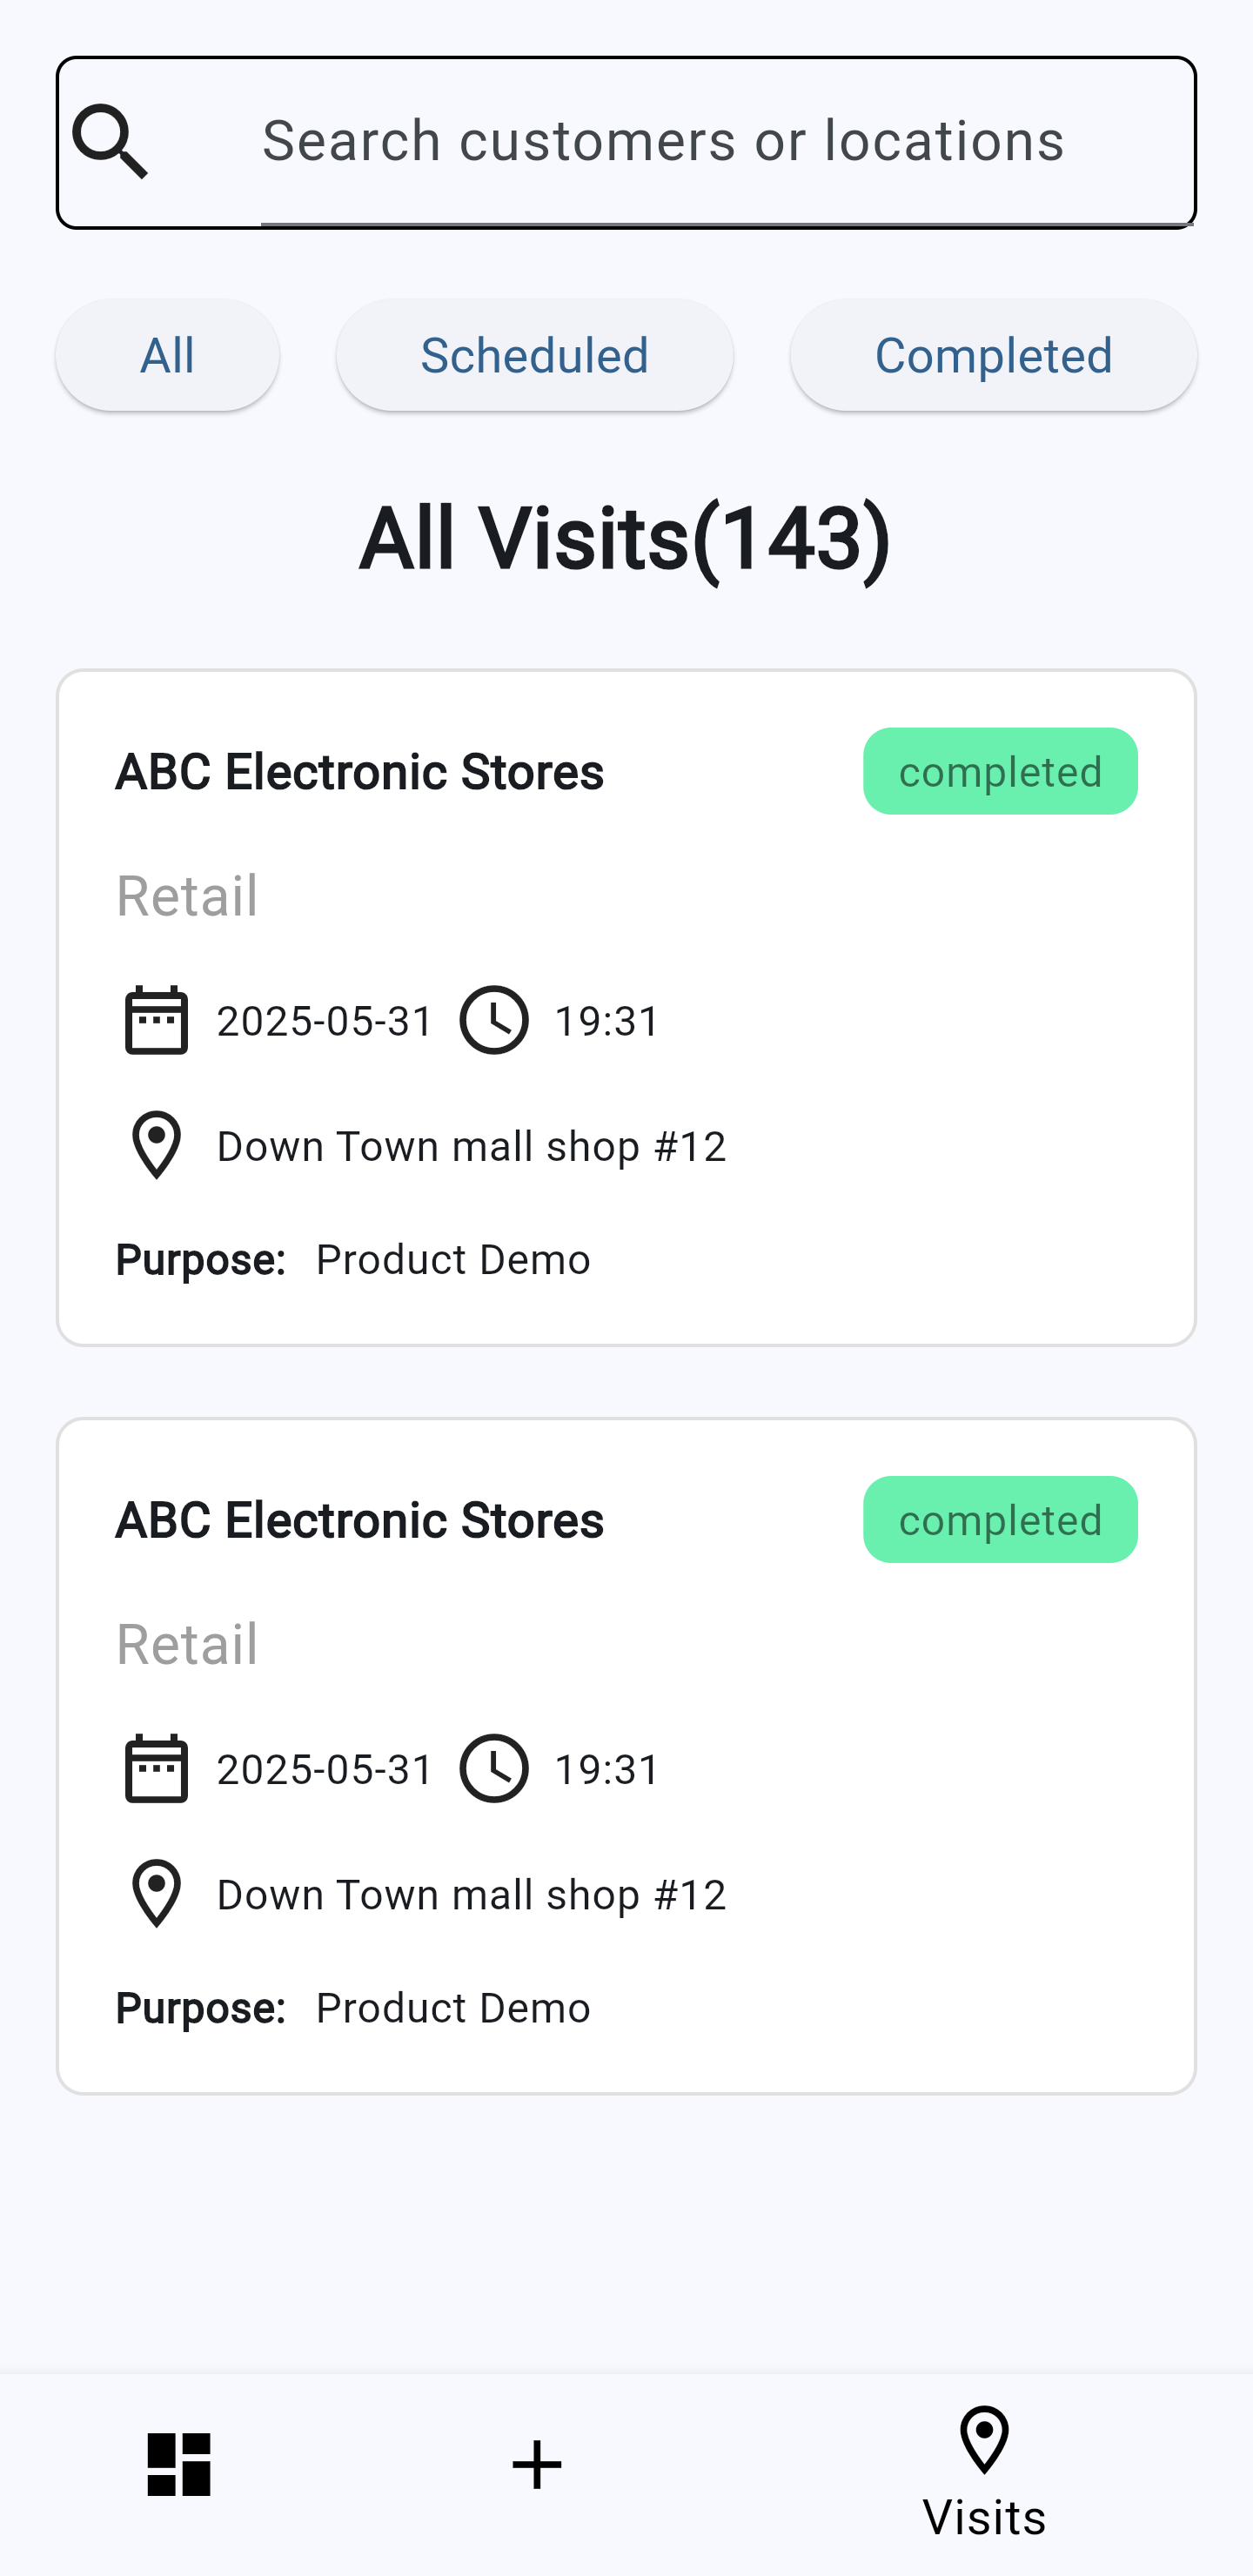 Search customers or locations
All Scheduled Completed
All Visits(143)
ABC Electronic Stores completed
Retail
2025-05-31 19:31
Down Town mall shop #12
Purpose: Product Demo
ABC Electronic Stores completed
Retail
2025-05-31 19:31
Down Town mall shop #12
Purpose: Product Demo
Visits